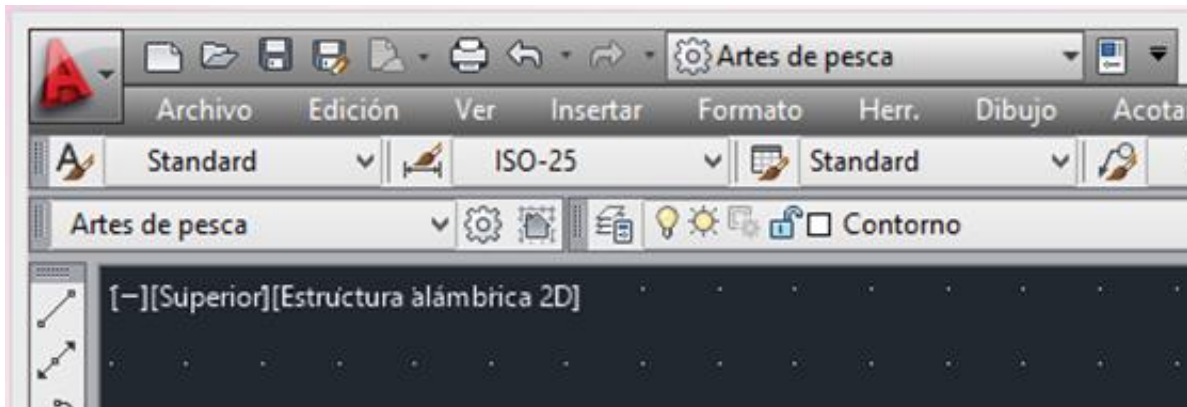 Artes de pesca
Archivo Edición Ver Insertar Formato Herr. Dibujo Acota
Standard ISO-25 Standard
Artes de pesca Contorno
[−][Superior][Estructura alámbrica 2D]